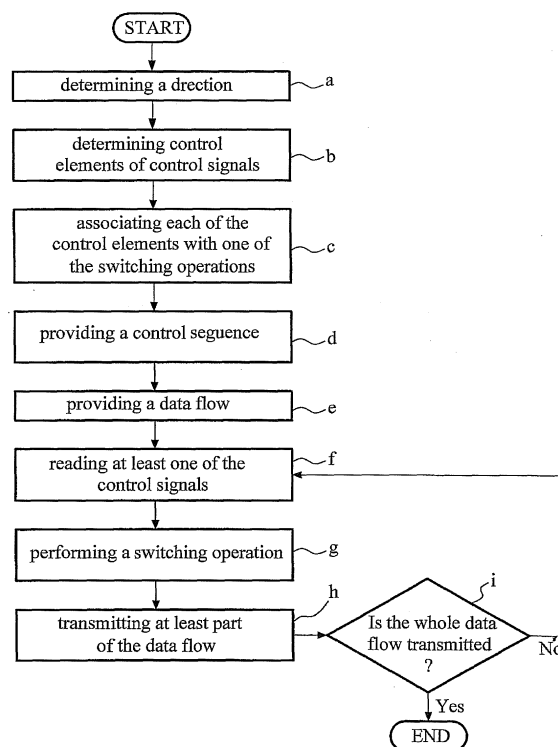 START
determining a drection
a
determining control
elements of control signals
b
associating each of the
control elements with one of
the switching operations
c
providing a control seguence
d
providing a data flow
e
reading at least one of the
control signals
f
performing a switching operation
g
transmitting at least part
of the data flow
h
Is the whole data
flow transmitted
?
i
No
Yes
END